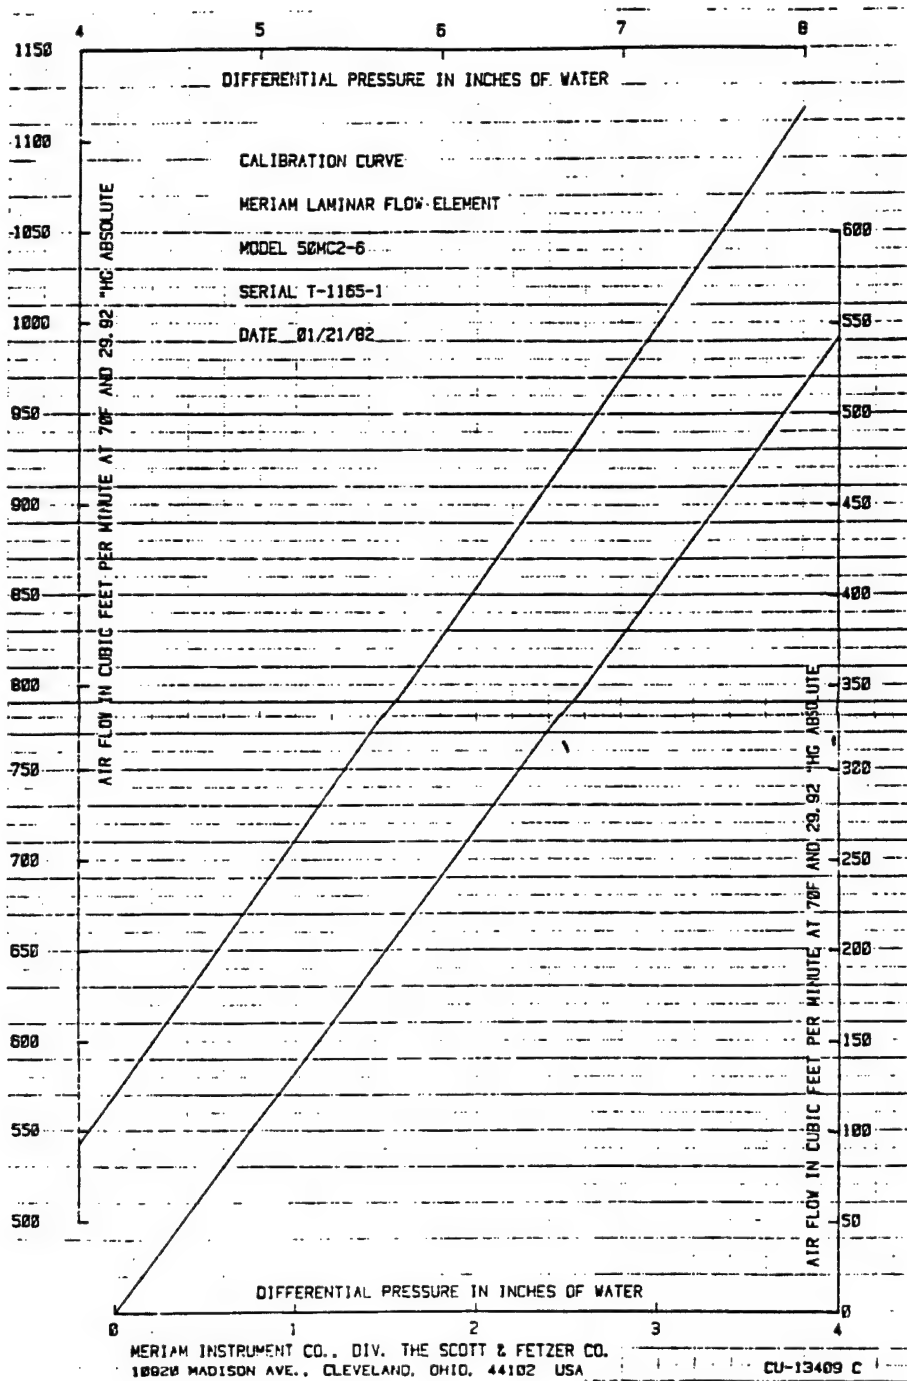 4 5 6 7 8
DIFFERENTIAL PRESSURE IN INCHES OF WATER
1150
1100
1050
1000
950
900
850
800
750
700
650
600
550
500
AIR FLOW IN CUBIC FEET PER MINUTE AT 70F AND 29.92 "HG ABSOLUTE
CALIBRATION CURVE
MERIAM LAMINAR FLOW ELEMENT
MODEL 50MC2-6
SERIAL T-1165-1
DATE 01/21/82
600
550
500
450
400
350
300
250
200
150
100
50
0
AIR FLOW IN CUBIC FEET PER MINUTE AT 70F AND 29.92 "HG ABSOLUTE
DIFFERENTIAL PRESSURE IN INCHES OF WATER
0 1 2 3 4
MERIAM INSTRUMENT CO., DIV. THE SCOTT & FETZER CO.
10920 MADISON AVE., CLEVELAND, OHIO, 44102 USA
CU-13409 C